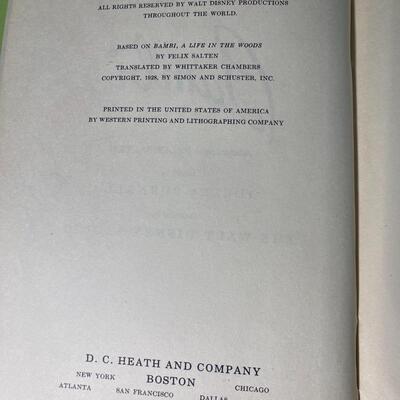 ALL RIGHTS RESERVED BY WALT DISNEY PRODUCTIONS
THROUGHOUT THE WORLD.
BASED ON BAMBI, A LIFE IN THE WOODS
BY FELIX SALTEN
TRANSLATED BY WHITTAKER CHAMBERS
COPYRIGHT, 1928, BY SIMON AND SCHUSTER, INC.
PRINTED IN THE UNITED STATES OF AMERICA
BY WESTERN PRINTING AND LITHOGRAPHING COMPANY
D. C. HEATH AND COMPANY
NEW YORK BOSTON CHICAGO
ATLANTA SAN FRANCISCO DALLAS